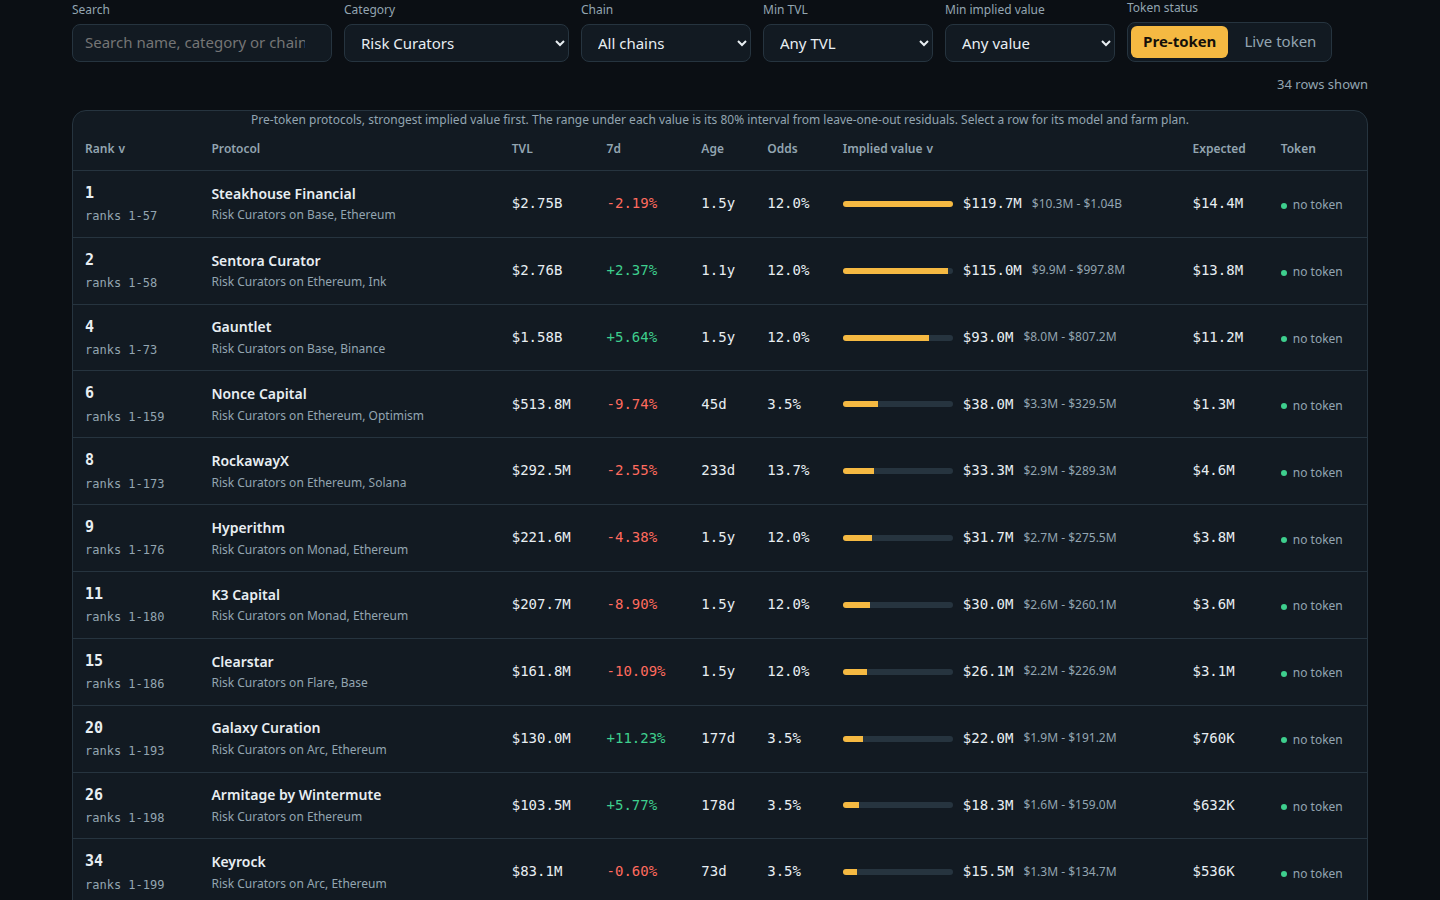 Search Category Chain Min TVL Min implied value Token status
Search name, category or chain Risk Curators All chains Any TVL Any value Pre-token Live token
34 rows shown
Pre-token protocols, strongest implied value first. The range under each value is its 80% interval from leave-one-out residuals. Select a row for its model and farm plan.
Rank v Protocol TVL 7d Age Odds Implied value v Expected Token
1 Steakhouse Financial $2.75B -2.19% 1.5y 12.0% $119.7M $10.3M - $1.04B $14.4M no token
ranks 1-57 Risk Curators on Base, Ethereum
2 Sentora Curator $2.76B +2.37% 1.1y 12.0% $115.0M $9.9M - $997.8M $13.8M no token
ranks 1-58 Risk Curators on Ethereum, Ink
4 Gauntlet $1.58B +5.64% 1.5y 12.0% $93.0M $8.0M - $807.2M $11.2M no token
ranks 1-73 Risk Curators on Base, Binance
6 Nonce Capital $513.8M -9.74% 45d 3.5% $38.0M $3.3M - $329.5M $1.3M no token
ranks 1-159 Risk Curators on Ethereum, Optimism
8 RockawayX $292.5M -2.55% 233d 13.7% $33.3M $2.9M - $289.3M $4.6M no token
ranks 1-173 Risk Curators on Ethereum, Solana
9 Hyperithm $221.6M -4.38% 1.5y 12.0% $31.7M $2.7M - $275.5M $3.8M no token
ranks 1-176 Risk Curators on Monad, Ethereum
11 K3 Capital $207.7M -8.90% 1.5y 12.0% $30.0M $2.6M - $260.1M $3.6M no token
ranks 1-180 Risk Curators on Monad, Ethereum
15 Clearstar $161.8M -10.09% 1.5y 12.0% $26.1M $2.2M - $226.9M $3.1M no token
ranks 1-186 Risk Curators on Flare, Base
20 Galaxy Curation $130.0M +11.23% 177d 3.5% $22.0M $1.9M - $191.2M $760K no token
ranks 1-193 Risk Curators on Arc, Ethereum
26 Armitage by Wintermute $103.5M +5.77% 178d 3.5% $18.3M $1.6M - $159.0M $632K no token
ranks 1-198 Risk Curators on Ethereum
34 Keyrock $83.1M -0.60% 73d 3.5% $15.5M $1.3M - $134.7M $536K no token
ranks 1-199 Risk Curators on Arc, Ethereum